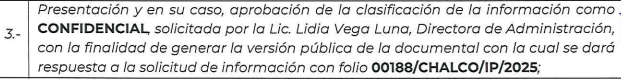 3.- Presentación y en su caso, aprobación de la clasificación de la información como
CONFIDENCIAL, solicitada por la Lic. Lidia Vega Luna, Directora de Administración,
con la finalidad de generar la versión pública de la documental con la cual se dará
respuesta a la solicitud de información con folio 00188/CHALCO/IP/2025;